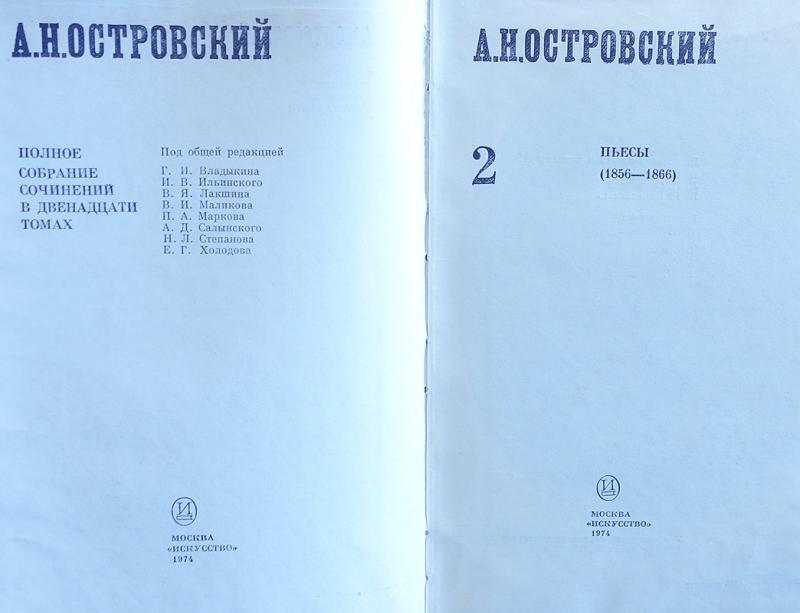 А.Н.ОСТРОВСКИЙ
ПОЛНОЕ
СОБРАНИЕ
СОЧИНЕНИЙ
В ДВЕНАДЦАТИ
ТОМАХ
Под общей редакцией
Г. И. Владыкина
И. В. Ильинского
В. Я. Лакшина
В. И. Маликова
П. А. Маркова
А. Д. Салынского
Н. Л. Степанова
Е. Г. Холодова
И
МОСКВА
«ИСКУССТВО»
1974
А.Н.ОСТРОВСКИЙ
2
ПЬЕСЫ
(1856—1866)
И
МОСКВА
«ИСКУССТВО»
1974